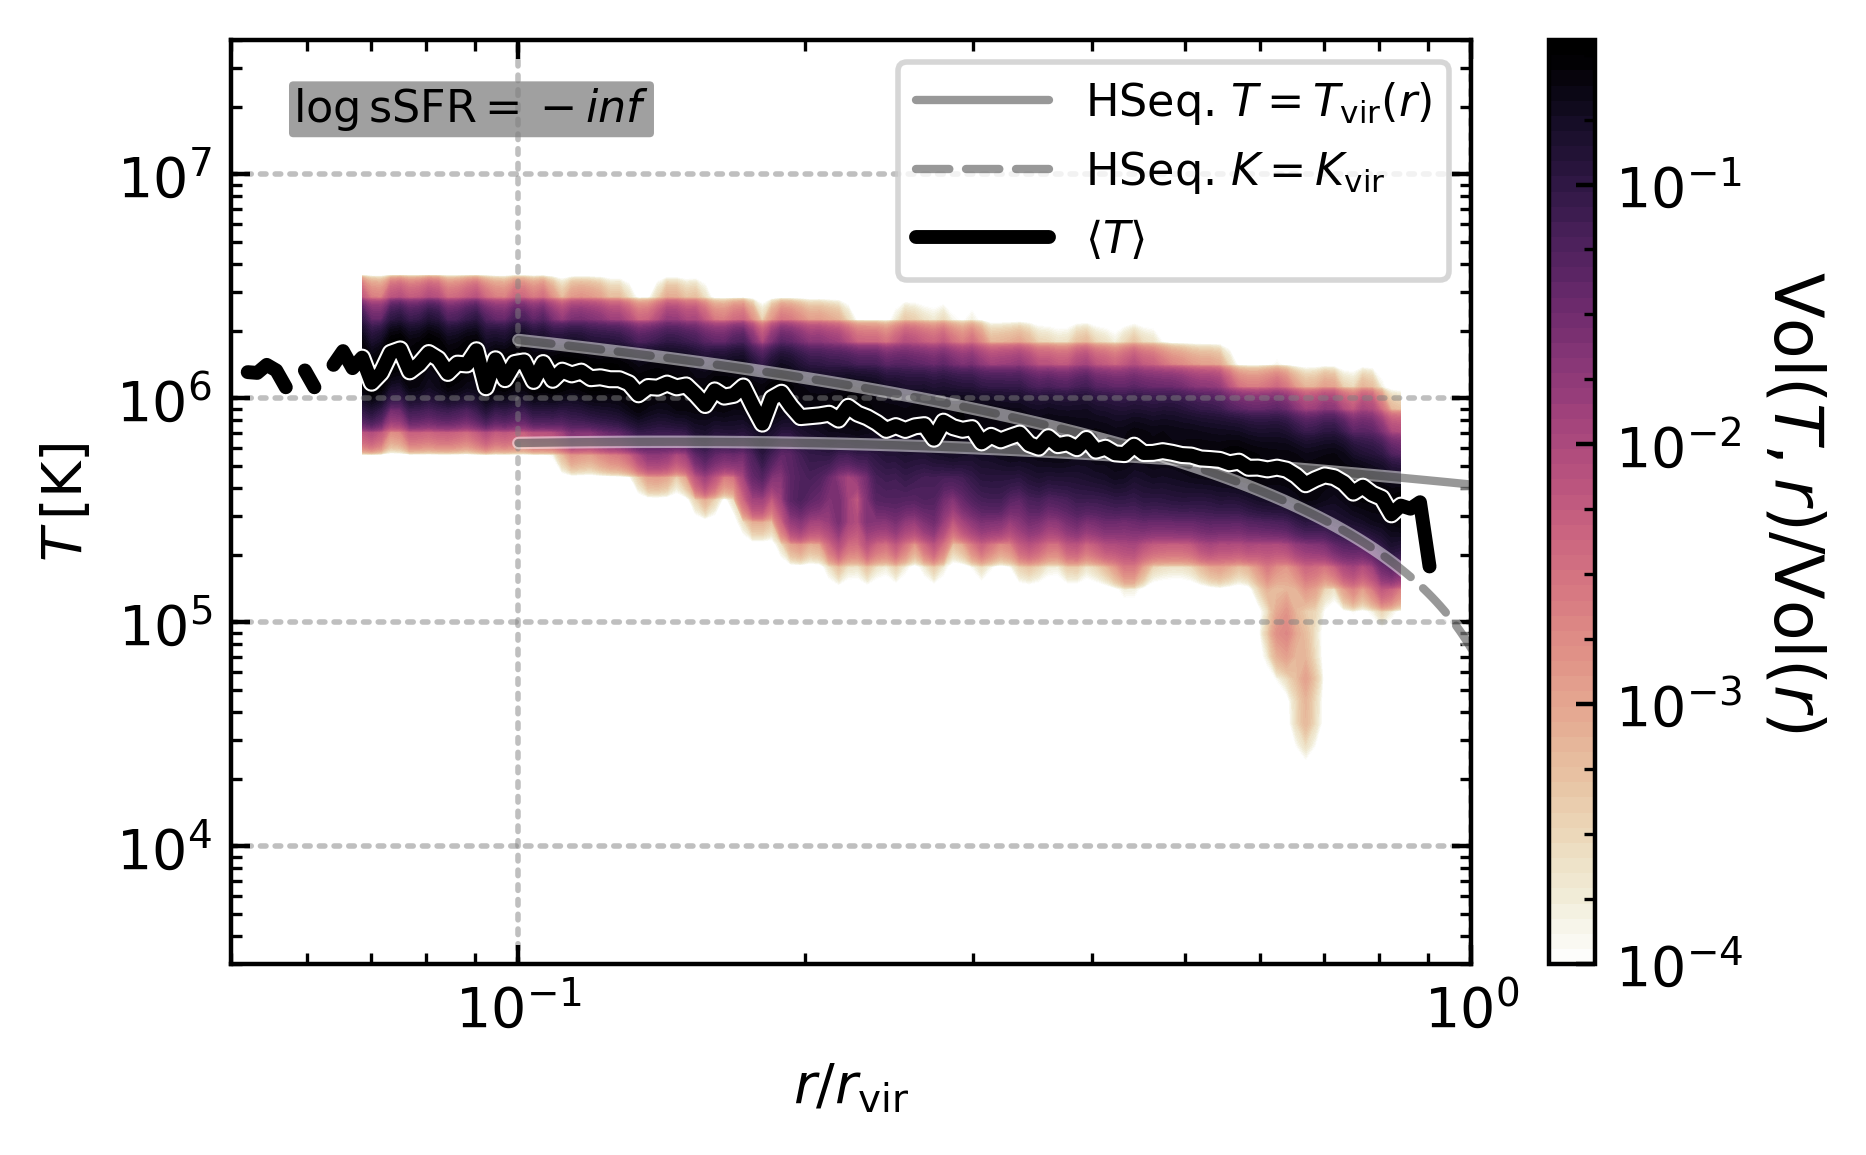 log sSFR = −inf
HSeq. T = T_vir(r)
HSeq. K = K_vir
⟨T⟩
10^7
10^6
10^5
10^4
T [K]
10^−1
10^0
r/r_vir
10^−1
10^−2
10^−3
10^−4
Vol(T, r)/Vol(r)